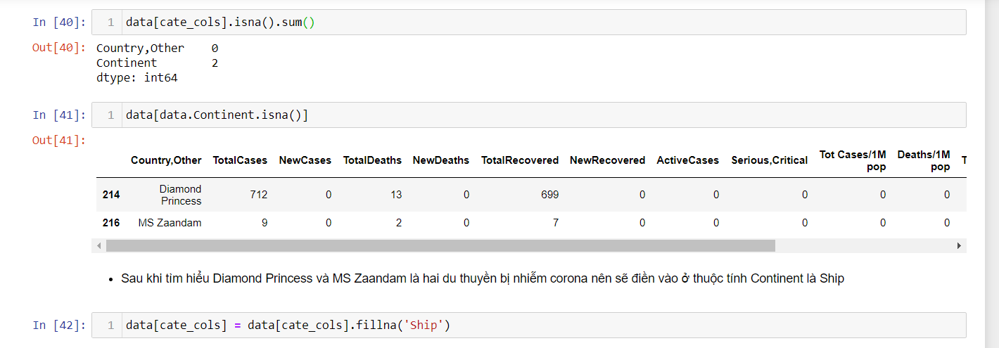 In [40]: 1 data[cate_cols].isna().sum()
Out[40]: Country,Other 0
Continent 2
dtype: int64
In [41]: 1 data[data.Continent.isna()]
Out[41]:
Country,Other TotalCases NewCases TotalDeaths NewDeaths TotalRecovered NewRecovered ActiveCases Serious,Critical Tot Cases/1M pop Deaths/1M pop T
214 Diamond Princess 712 0 13 0 699 0 0 0 0 0
216 MS Zaandam 9 0 2 0 7 0 0 0 0 0
• Sau khi tìm hiểu Diamond Princess và MS Zaandam là hai du thuyền bị nhiễm corona nên sẽ điền vào ở thuộc tính Continent là Ship
In [42]: 1 data[cate_cols] = data[cate_cols].fillna('Ship')